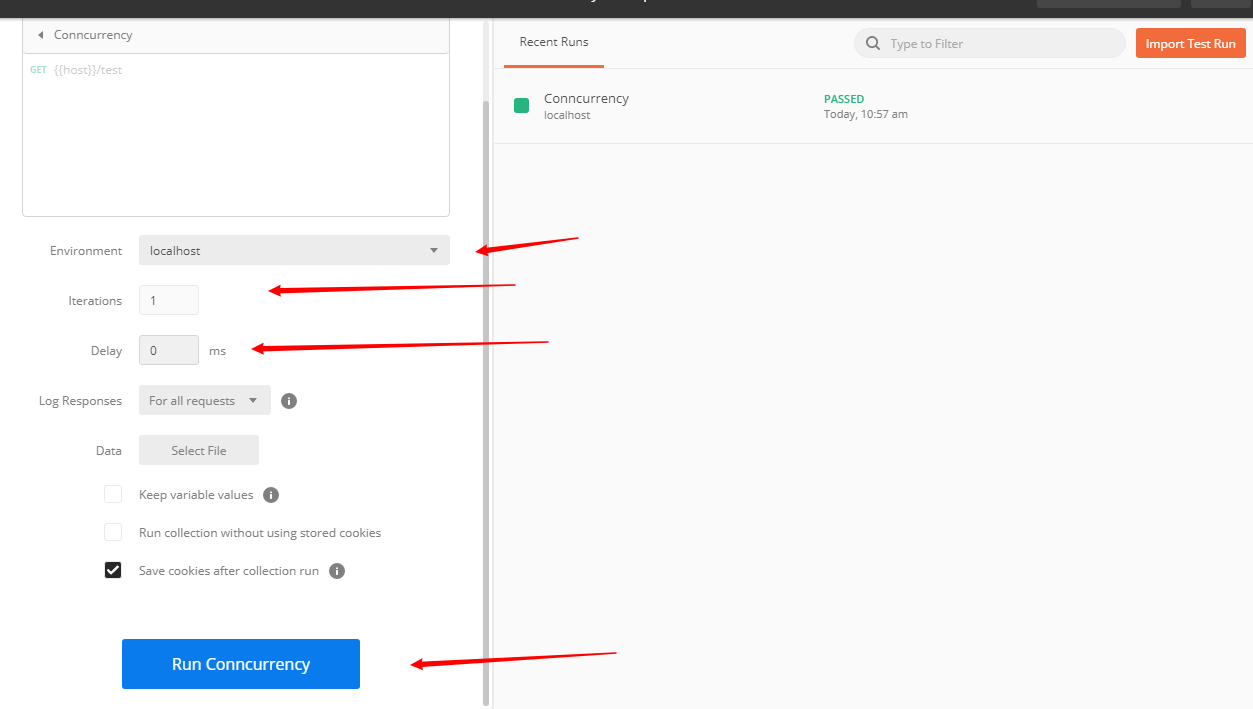 Conncurrency
GET {{host}}/test
Environment localhost
Iterations 1
Delay 0 ms
Log Responses For all requests
Data Select File
Keep variable values
Run collection without using stored cookies
Save cookies after collection run
Run Conncurrency
Recent Runs
Type to Filter
Import Test Run
Conncurrency
localhost
PASSED
Today, 10:57 am